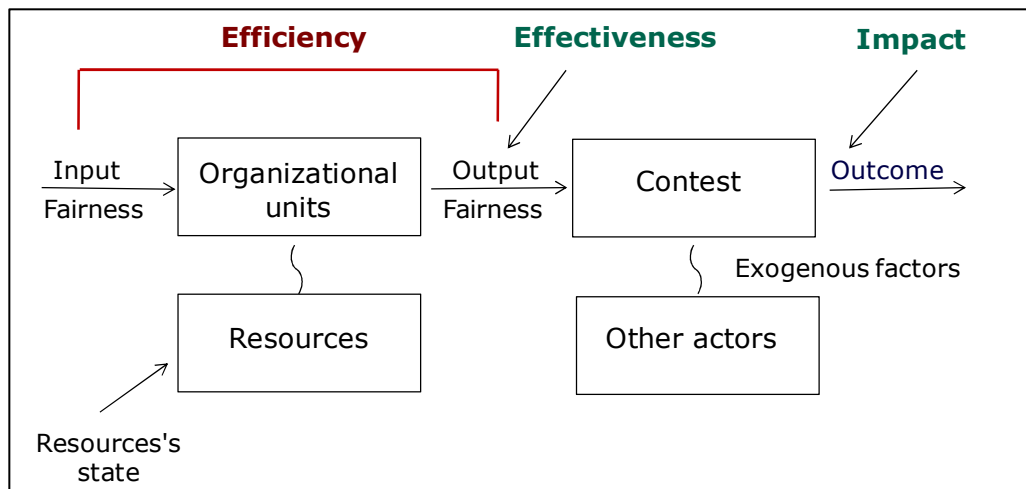 Efficiency
Effectiveness
Impact
Input
Fairness
Organizational
units
Output
Fairness
Contest
Outcome
Exogenous factors
Resources
Other actors
Resources's
state